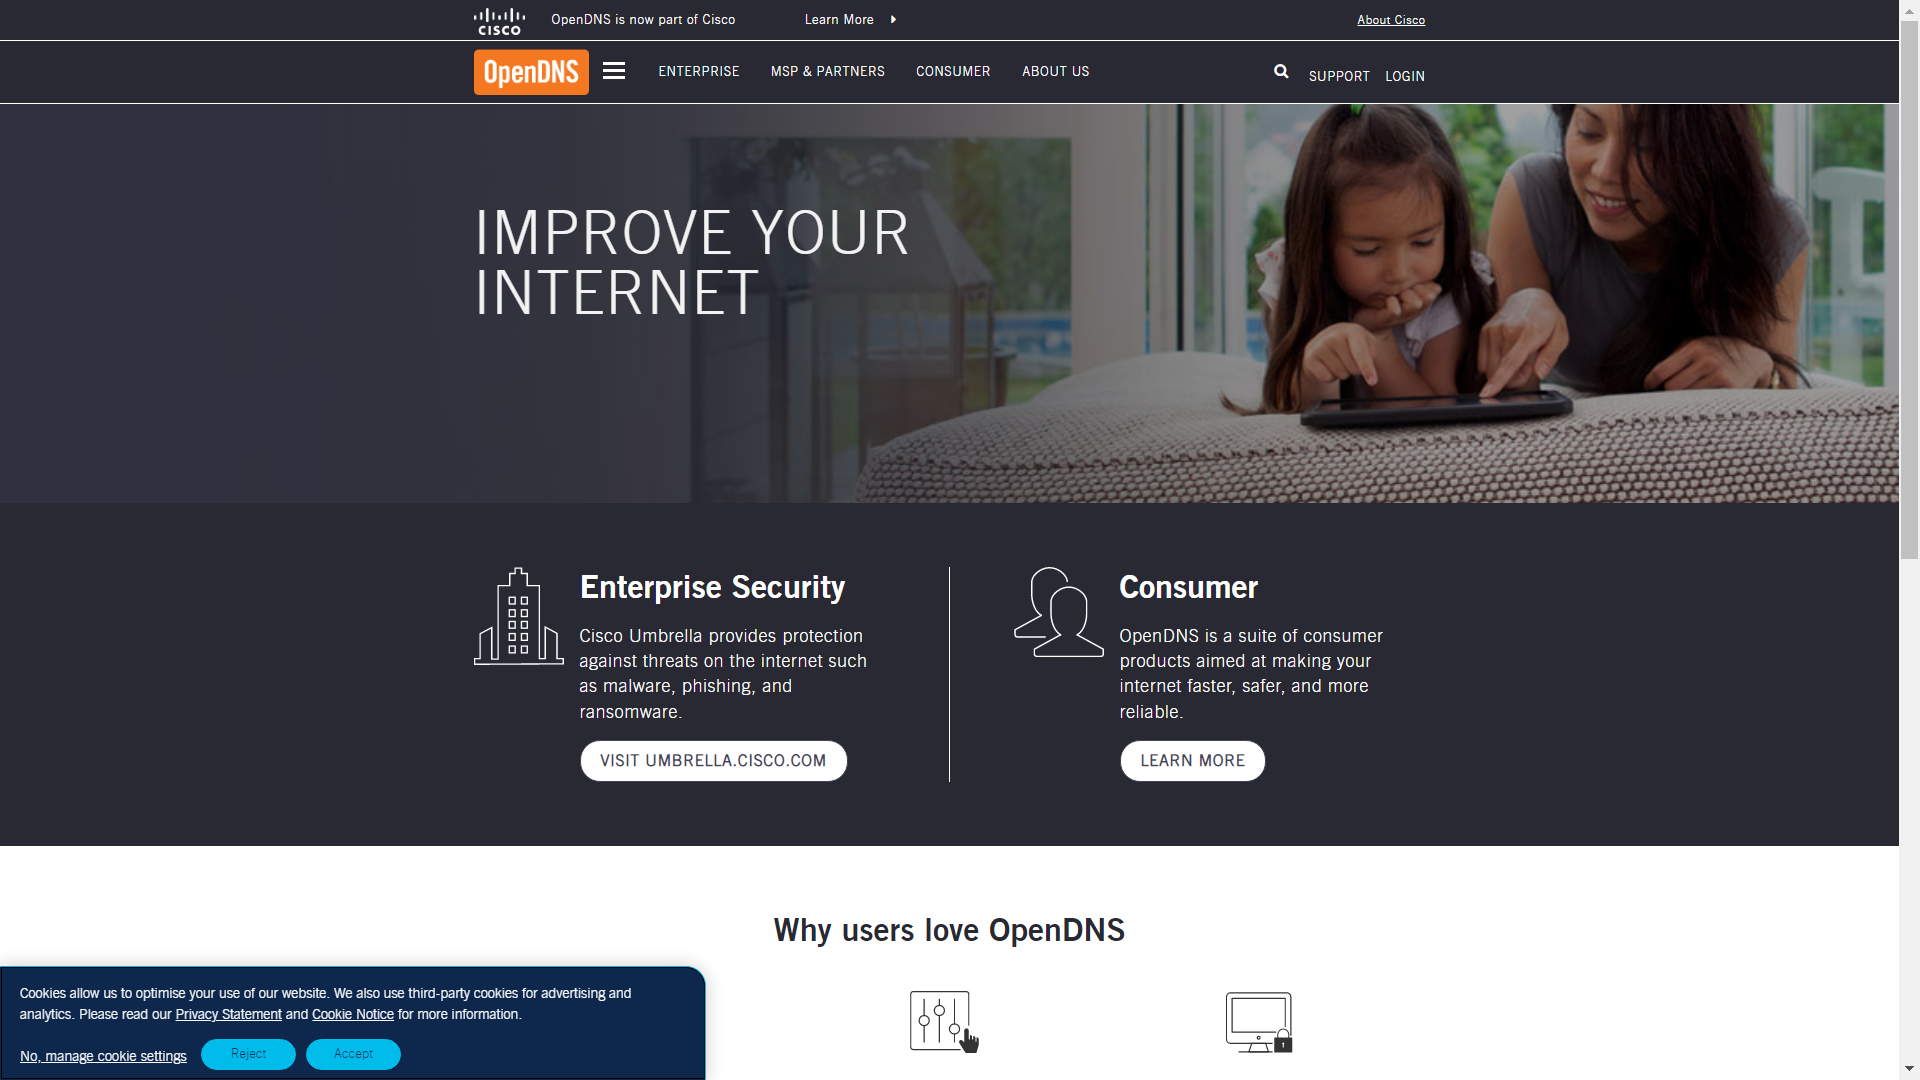 CISCO
OpenDNS is now part of Cisco
Learn More
About Cisco
OpenDNS
ENTERPRISE
MSP & PARTNERS
CONSUMER
ABOUT US
SUPPORT
LOGIN
IMPROVE YOUR
INTERNET
Enterprise Security
Cisco Umbrella provides protection
against threats on the internet such
as malware, phishing, and
ransomware.
VISIT UMBRELLA.CISCO.COM
Consumer
OpenDNS is a suite of consumer
products aimed at making your
internet faster, safer, and more
reliable.
LEARN MORE
Why users love OpenDNS
Cookies allow us to optimise your use of our website. We also use third-party cookies for advertising and
analytics. Please read our Privacy Statement and Cookie Notice for more information.
No, manage cookie settings
Reject
Accept